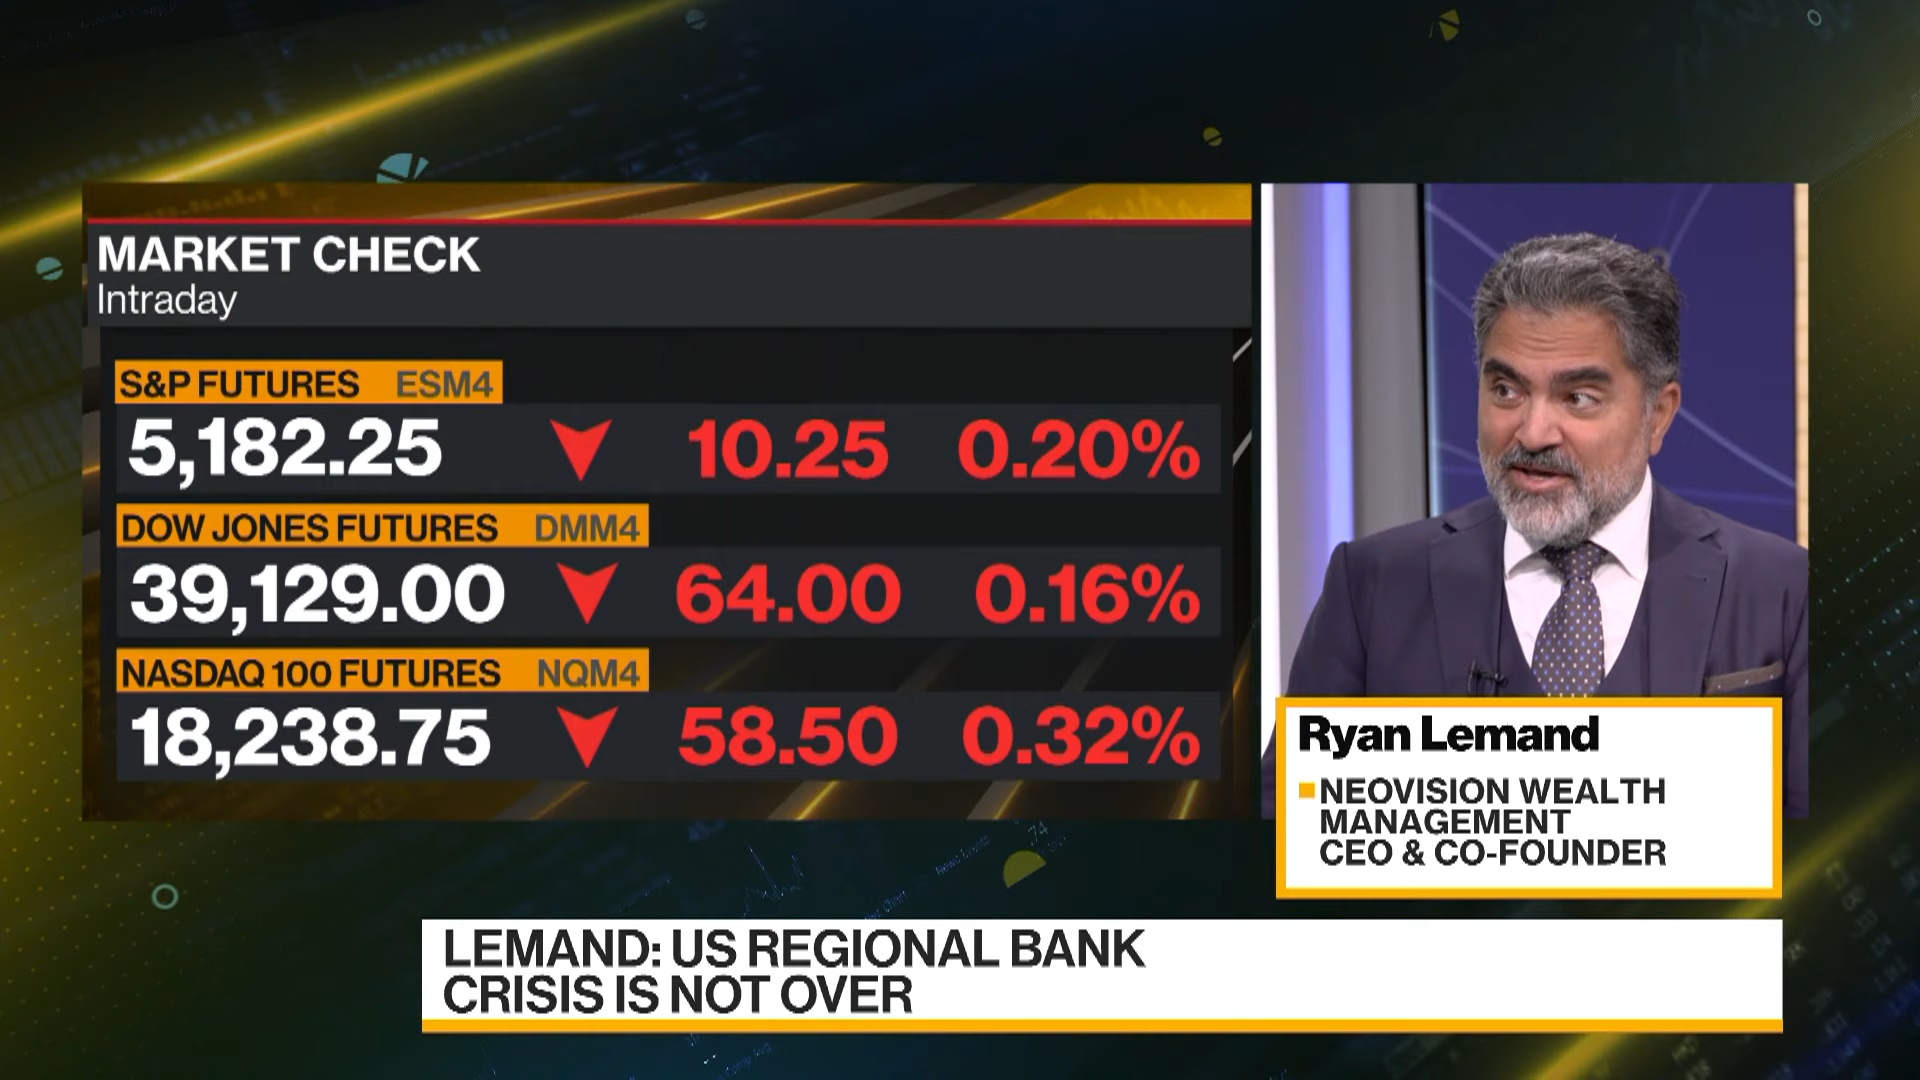 MARKET CHECK
Intraday
S&P FUTURES ESM4
5,182.25 10.25 0.20%
DOW JONES FUTURES DMM4
39,129.00 64.00 0.16%
NASDAQ 100 FUTURES NQM4
18,238.75 58.50 0.32%
Ryan Lemand
NEOVISION WEALTH
MANAGEMENT
CEO & CO-FOUNDER
LEMAND: US REGIONAL BANK
CRISIS IS NOT OVER